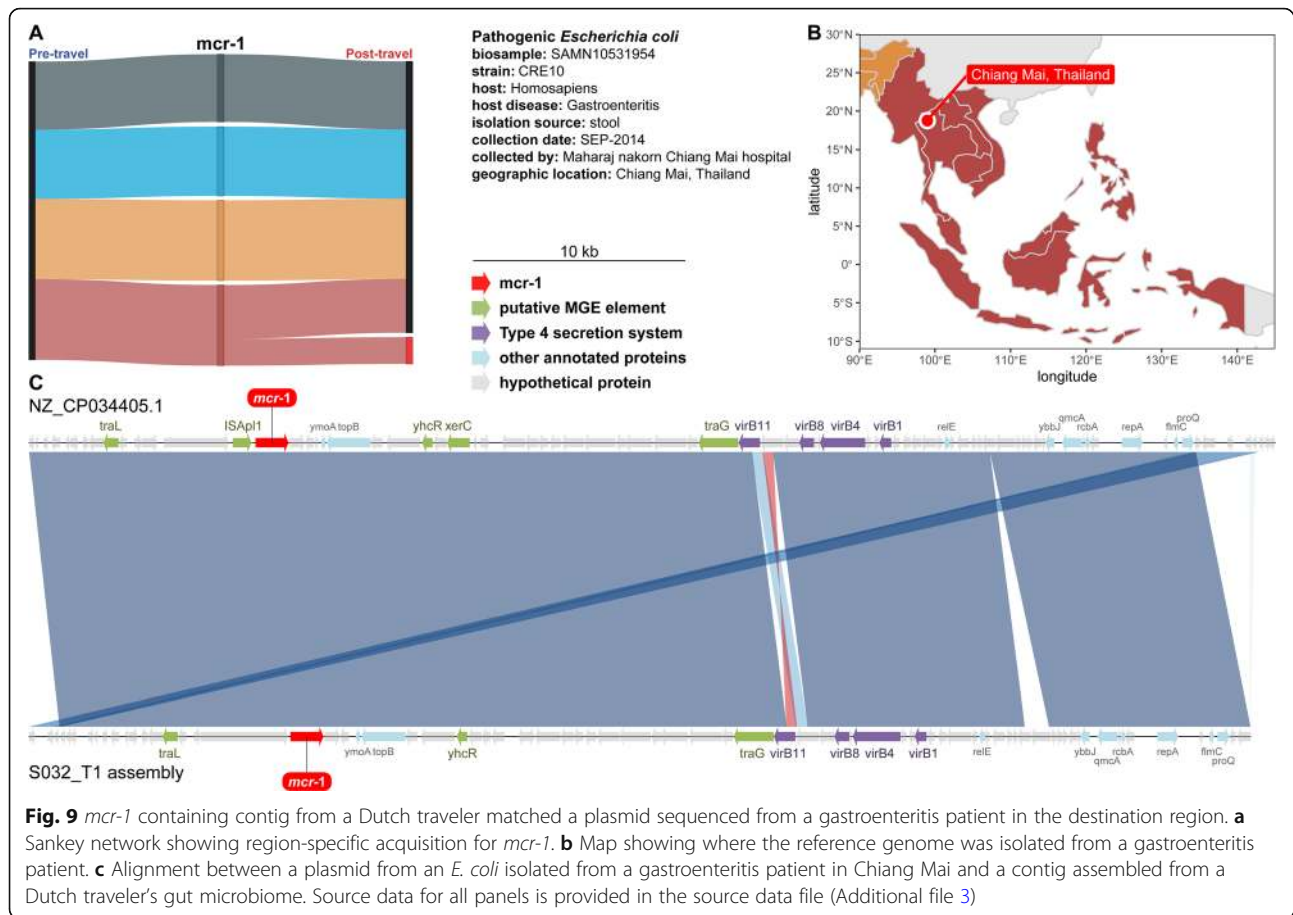 A
mcr-1
Pre-travel
Post-travel
Pathogenic Escherichia coli
biosample: SAMN10531954
strain: CRE10
host: Homosapiens
host disease: Gastroenteritis
isolation source: stool
collection date: SEP-2014
collected by: Maharaj nakorn Chiang Mai hospital
geographic location: Chiang Mai, Thailand
10 kb
mcr-1
putative MGE element
Type 4 secretion system
other annotated proteins
hypothetical protein
B
Chiang Mai, Thailand
30°N
25°N
20°N
15°N
10°N
5°N
0°
5°S
10°S
latitude
90°E 100°E 110°E 120°E 130°E 140°E
longitude
C
NZ_CP034405.1
mcr-1
traL ISApl1 ymoA topB yhcR xerC traG virB11 virB8 virB4 virB1 relE ybbJ qmcA rcbA repA flmC proQ
traL ymoA topB yhcR traG virB11 virB8 virB4 virB1 relE ybbJ qmcA rcbA repA flmC proQ
mcr-1
S032_T1 assembly
Fig. 9 mcr-1 containing contig from a Dutch traveler matched a plasmid sequenced from a gastroenteritis patient in the destination region. a
Sankey network showing region-specific acquisition for mcr-1. b Map showing where the reference genome was isolated from a gastroenteritis
patient. c Alignment between a plasmid from an E. coli isolated from a gastroenteritis patient in Chiang Mai and a contig assembled from a
Dutch traveler's gut microbiome. Source data for all panels is provided in the source data file (Additional file 3)